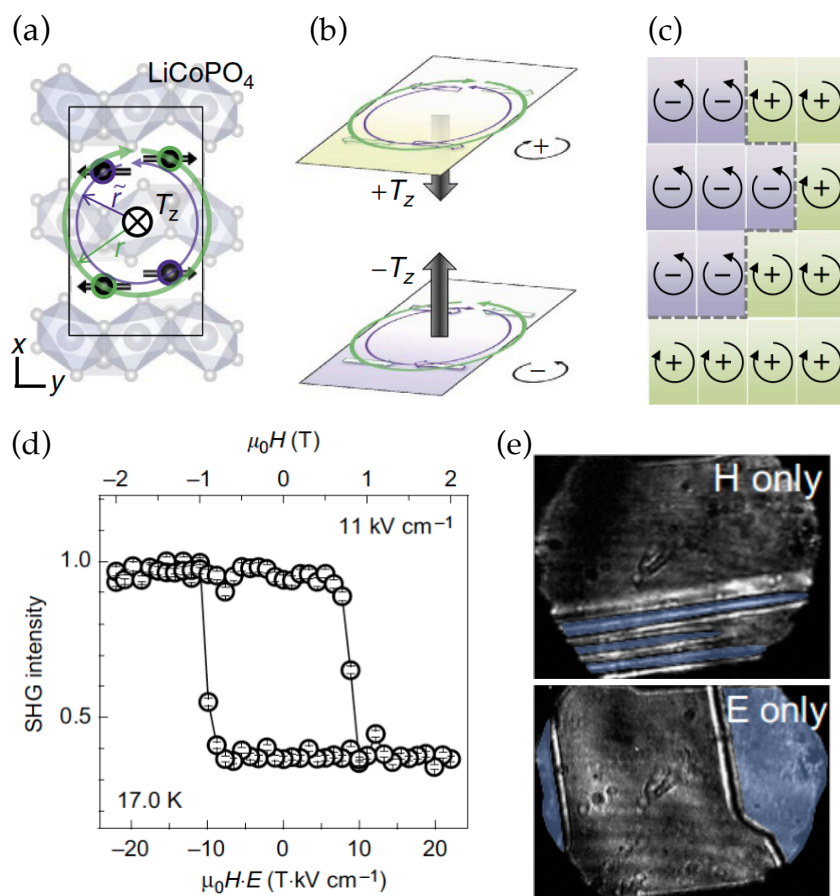 (a)
LiCoPO4
r̃
Tz
r
x
y
(b)
+
+Tz
−Tz
−
(c)
− − + +
− − − +
− − + +
+ + + +
(d)
μ0H (T)
−2 −1 0 1 2
11 kV cm−1
1.0
0.5
SHG intensity
17.0 K
−20 −10 0 10 20
μ0H·E (T·kV cm−1)
(e)
H only
E only